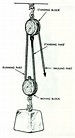 STANDING BLOCK
STANDING PART
RUNNING PART
HAULING PART
MOVING BLOCK